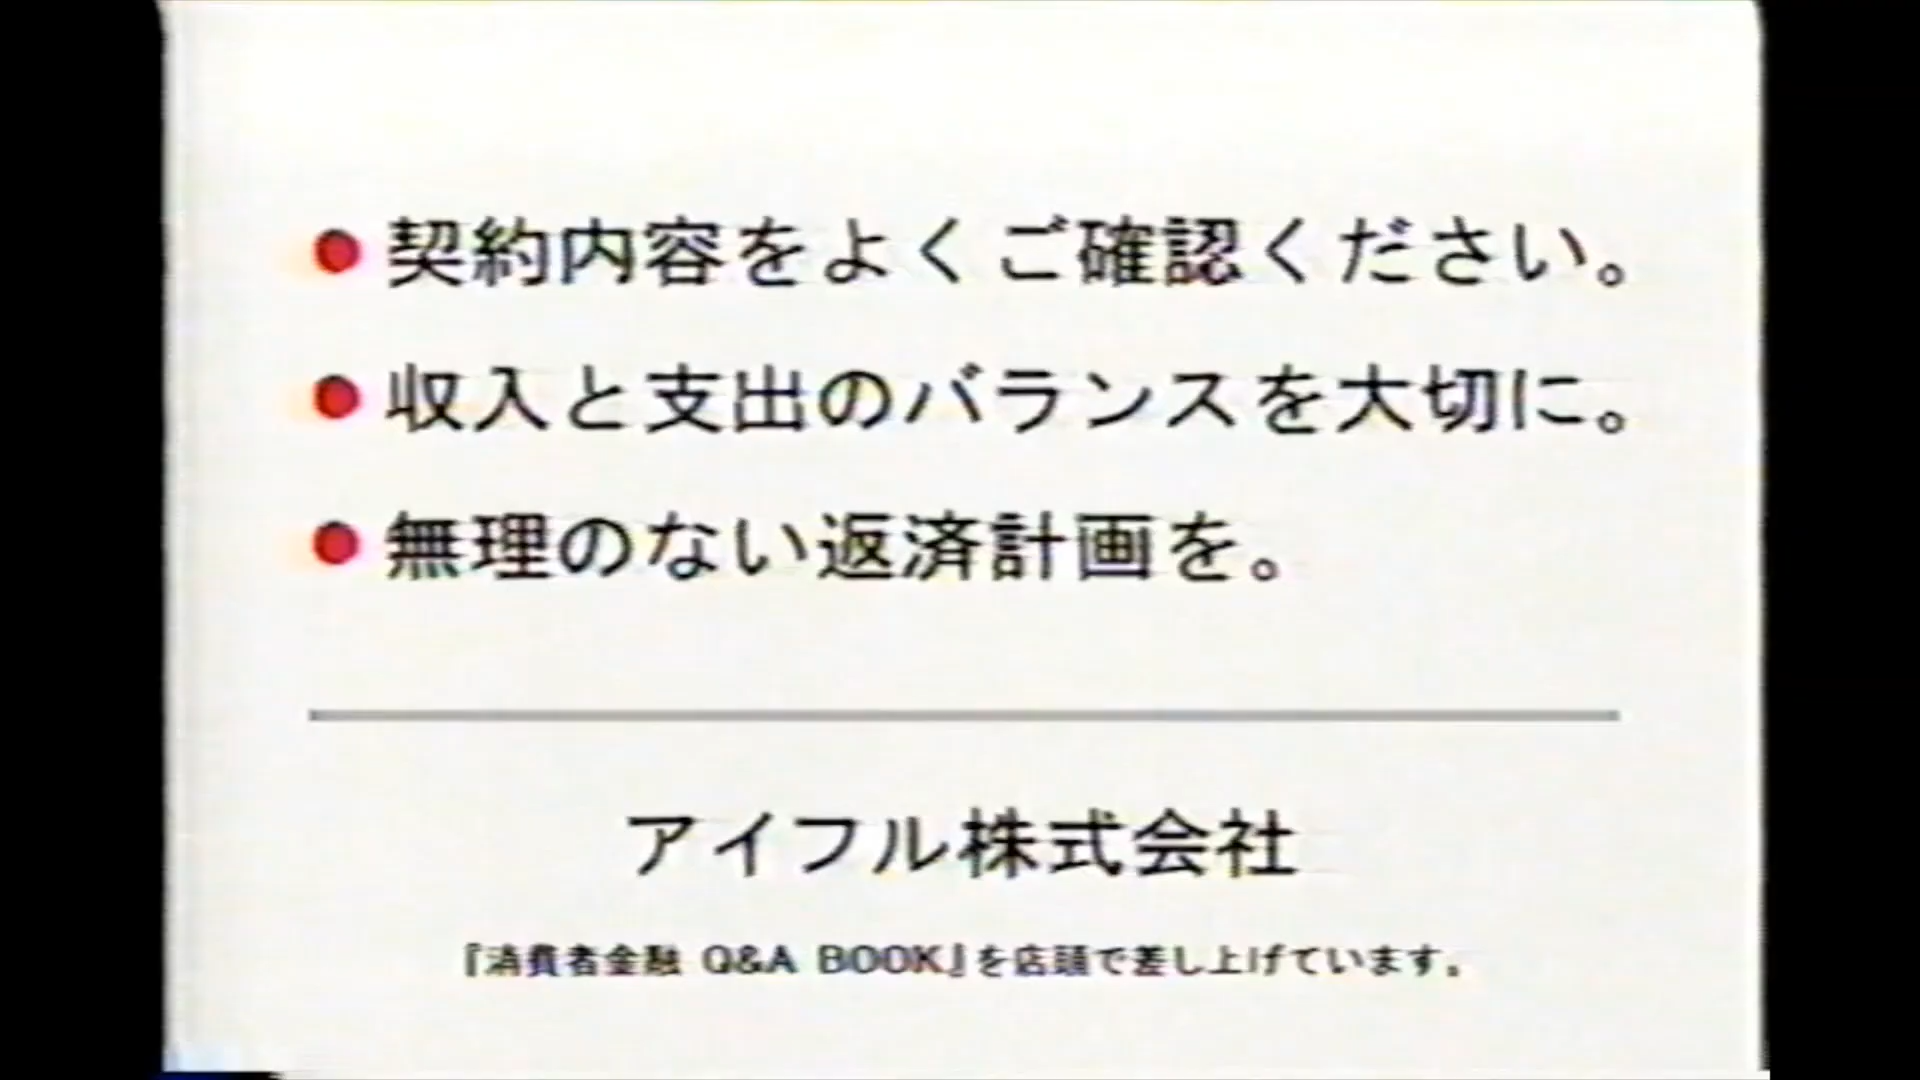 ●契約内容をよくご確認ください。
●収入と支出のバランスを大切に。
●無理のない返済計画を。
アイフル株式会社
『消費者金融 Q&A BOOK』を店頭で差し上げています。